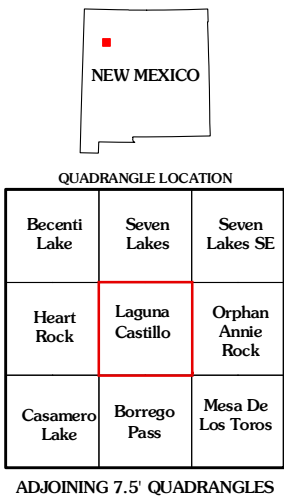 NEW MEXICO
QUADRANGLE LOCATION
Becenti
Lake
Seven
Lakes
Seven
Lakes SE
Heart
Rock
Laguna
Castillo
Orphan
Annie
Rock
Casamero
Lake
Borrego
Pass
Mesa De
Los Toros
ADJOINING 7.5' QUADRANGLES